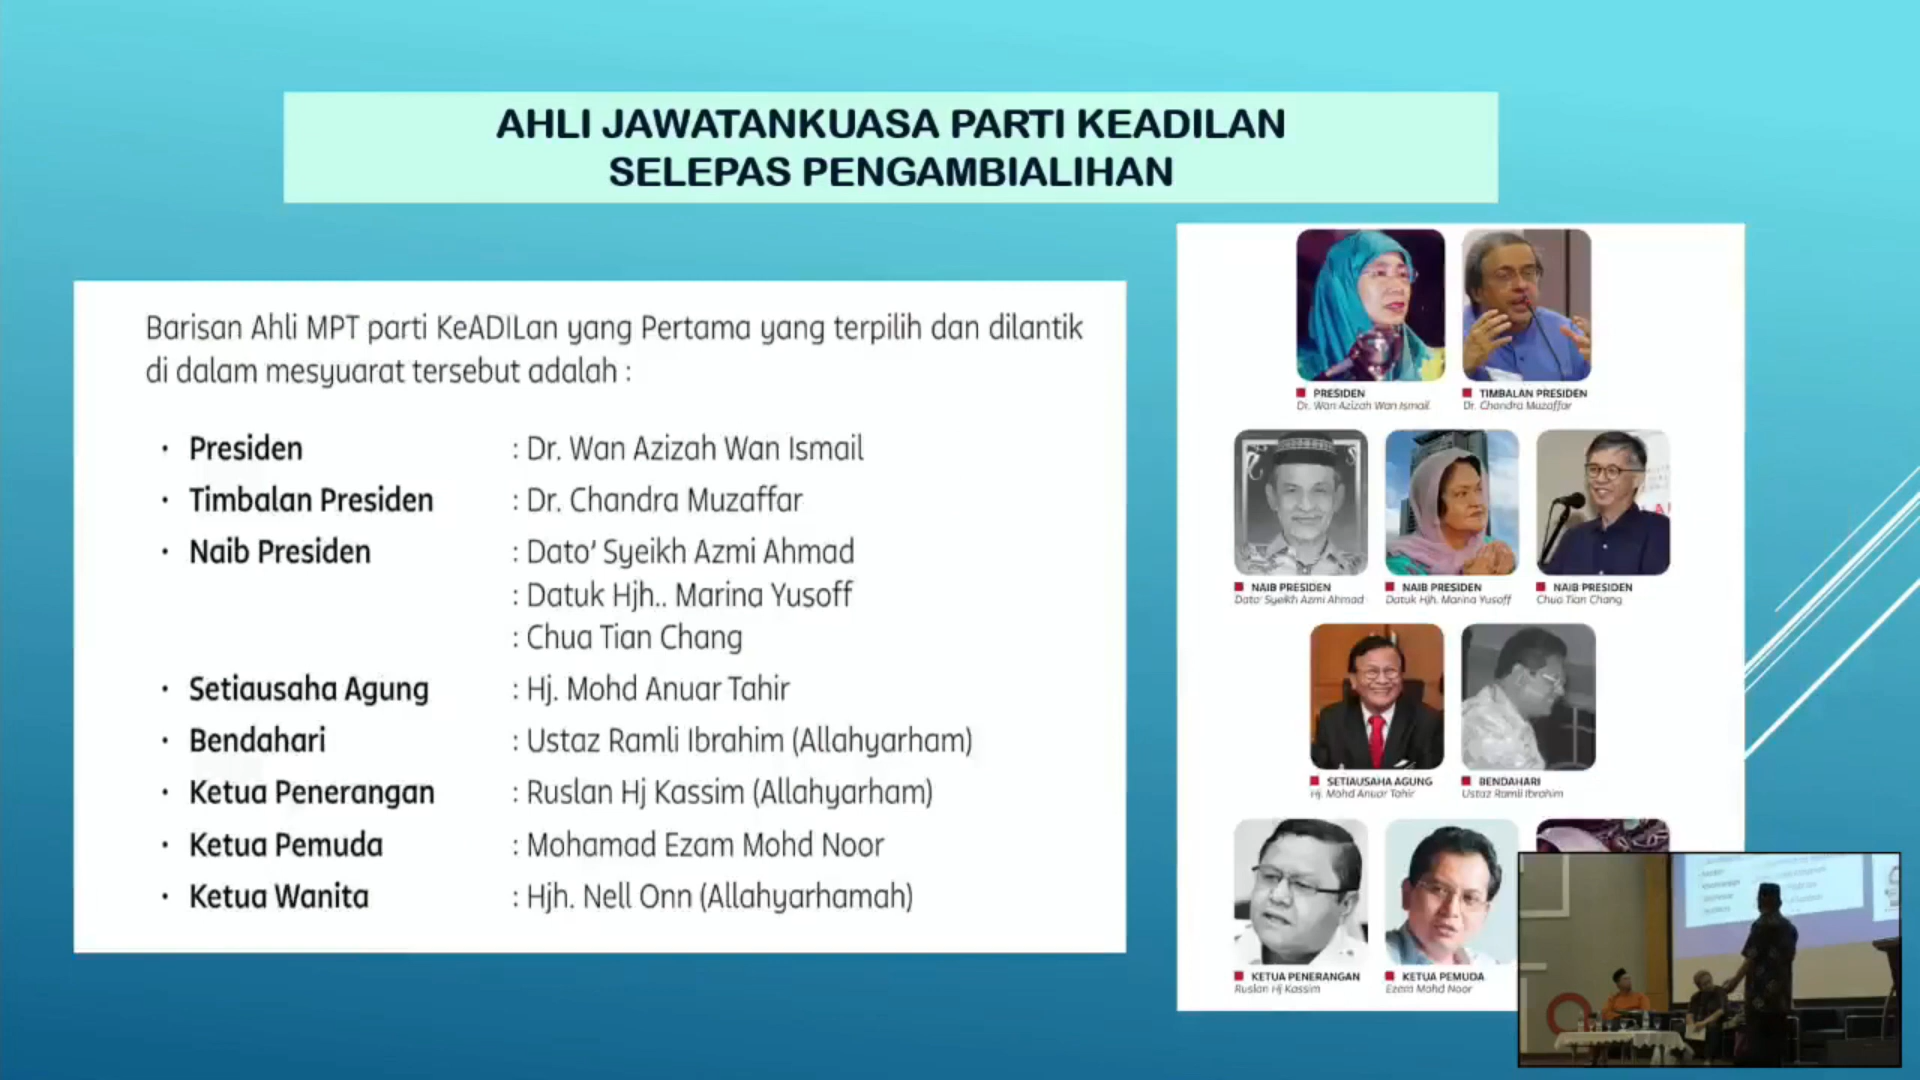 AHLI JAWATANKUASA PARTI KEADILAN
SELEPAS PENGAMBIALIHAN
Barisan Ahli MPT parti KeADILan yang Pertama yang terpilih dan dilantik
di dalam mesyuarat tersebut adalah :
• Presiden : Dr. Wan Azizah Wan Ismail
• Timbalan Presiden : Dr. Chandra Muzaffar
• Naib Presiden : Dato' Syeikh Azmi Ahmad
: Datuk Hjh.. Marina Yusoff
: Chua Tian Chang
• Setiausaha Agung : Hj. Mohd Anuar Tahir
• Bendahari : Ustaz Ramli Ibrahim (Allahyarham)
• Ketua Penerangan : Ruslan Hj Kassim (Allahyarham)
• Ketua Pemuda : Mohamad Ezam Mohd Noor
• Ketua Wanita : Hjh. Nell Onn (Allahyarhamah)
PRESIDEN
Dr. Wan Azizah Wan Ismail
TIMBALAN PRESIDEN
Dr. Chandra Muzaffar
NAIB PRESIDEN
Dato' Syeikh Azmi Ahmad
NAIB PRESIDEN
Datuk Hjh. Marina Yusoff
NAIB PRESIDEN
Chua Tian Chang
SETIAUSAHA AGUNG
Hj. Mohd Anuar Tahir
BENDAHARI
Ustaz Ramli Ibrahim
KETUA PENERANGAN
Ruslan Hj Kassim
KETUA PEMUDA
Ezam Mohd Noor